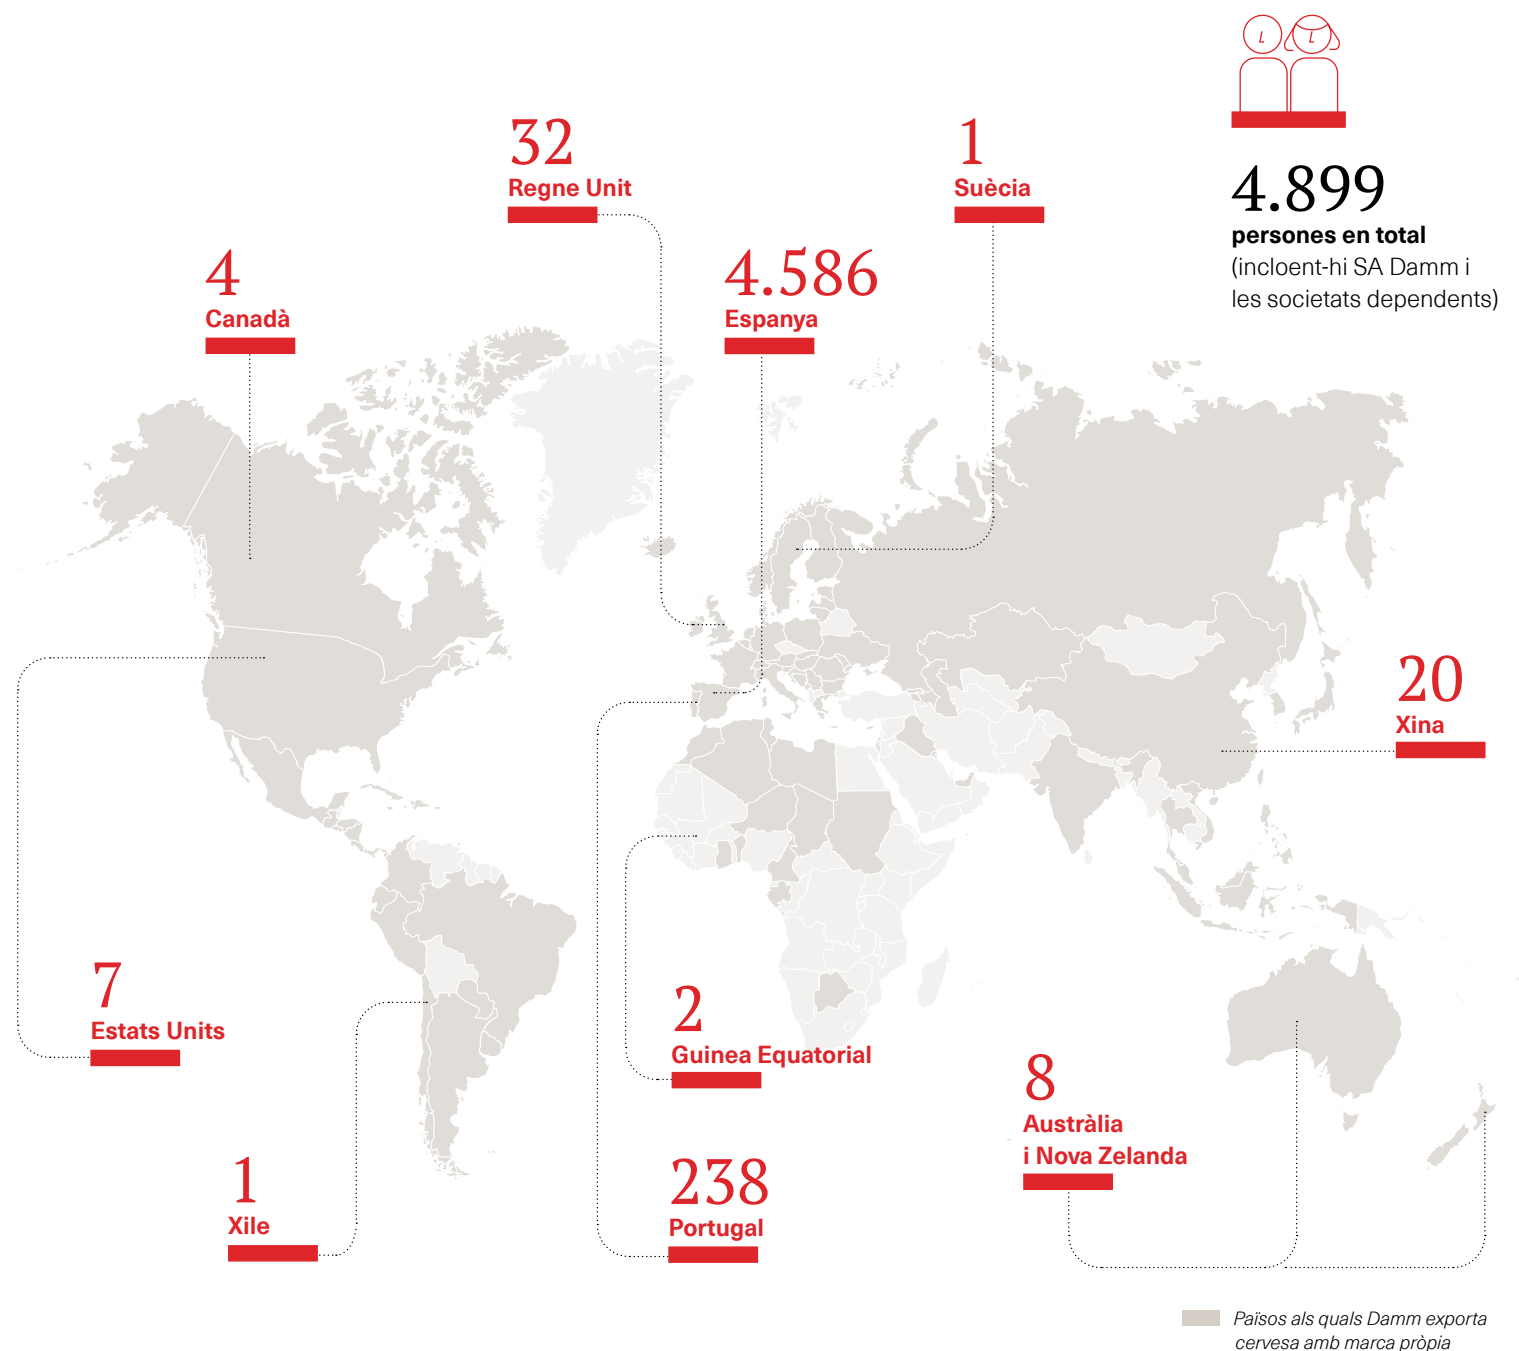 32
Regne Unit
1
Suècia
4.899
persones en total
(incloent-hi SA Damm i
les societats dependents)
4
Canadà
4.586
Espanya
20
Xina
7
Estats Units
2
Guinea Equatorial
8
Austràlia
i Nova Zelanda
1
Xile
238
Portugal
Països als quals Damm exporta
cervesa amb marca pròpia